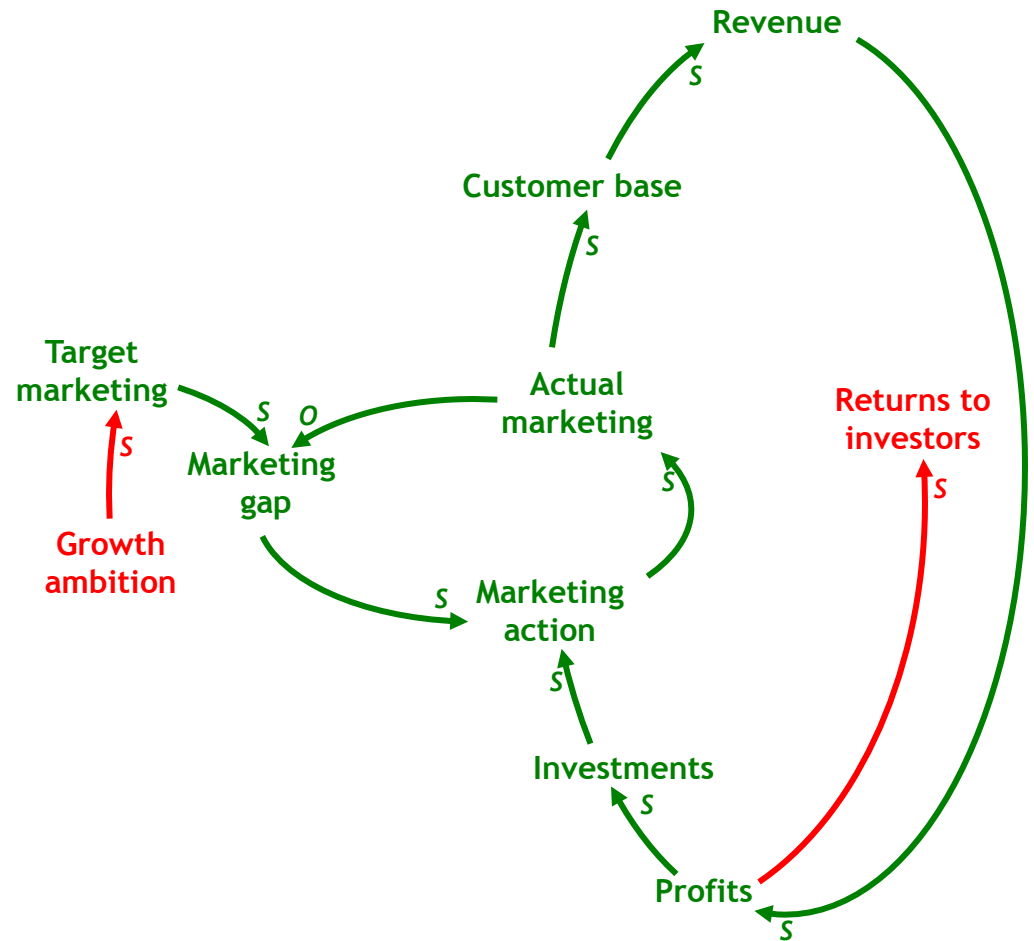 Revenue
S
Customer base
S
Target
marketing
Actual
marketing
Returns to
investors
S
O
S
Marketing
gap
S
S
Growth
ambition
S
Marketing
action
S
Investments
S
Profits
S